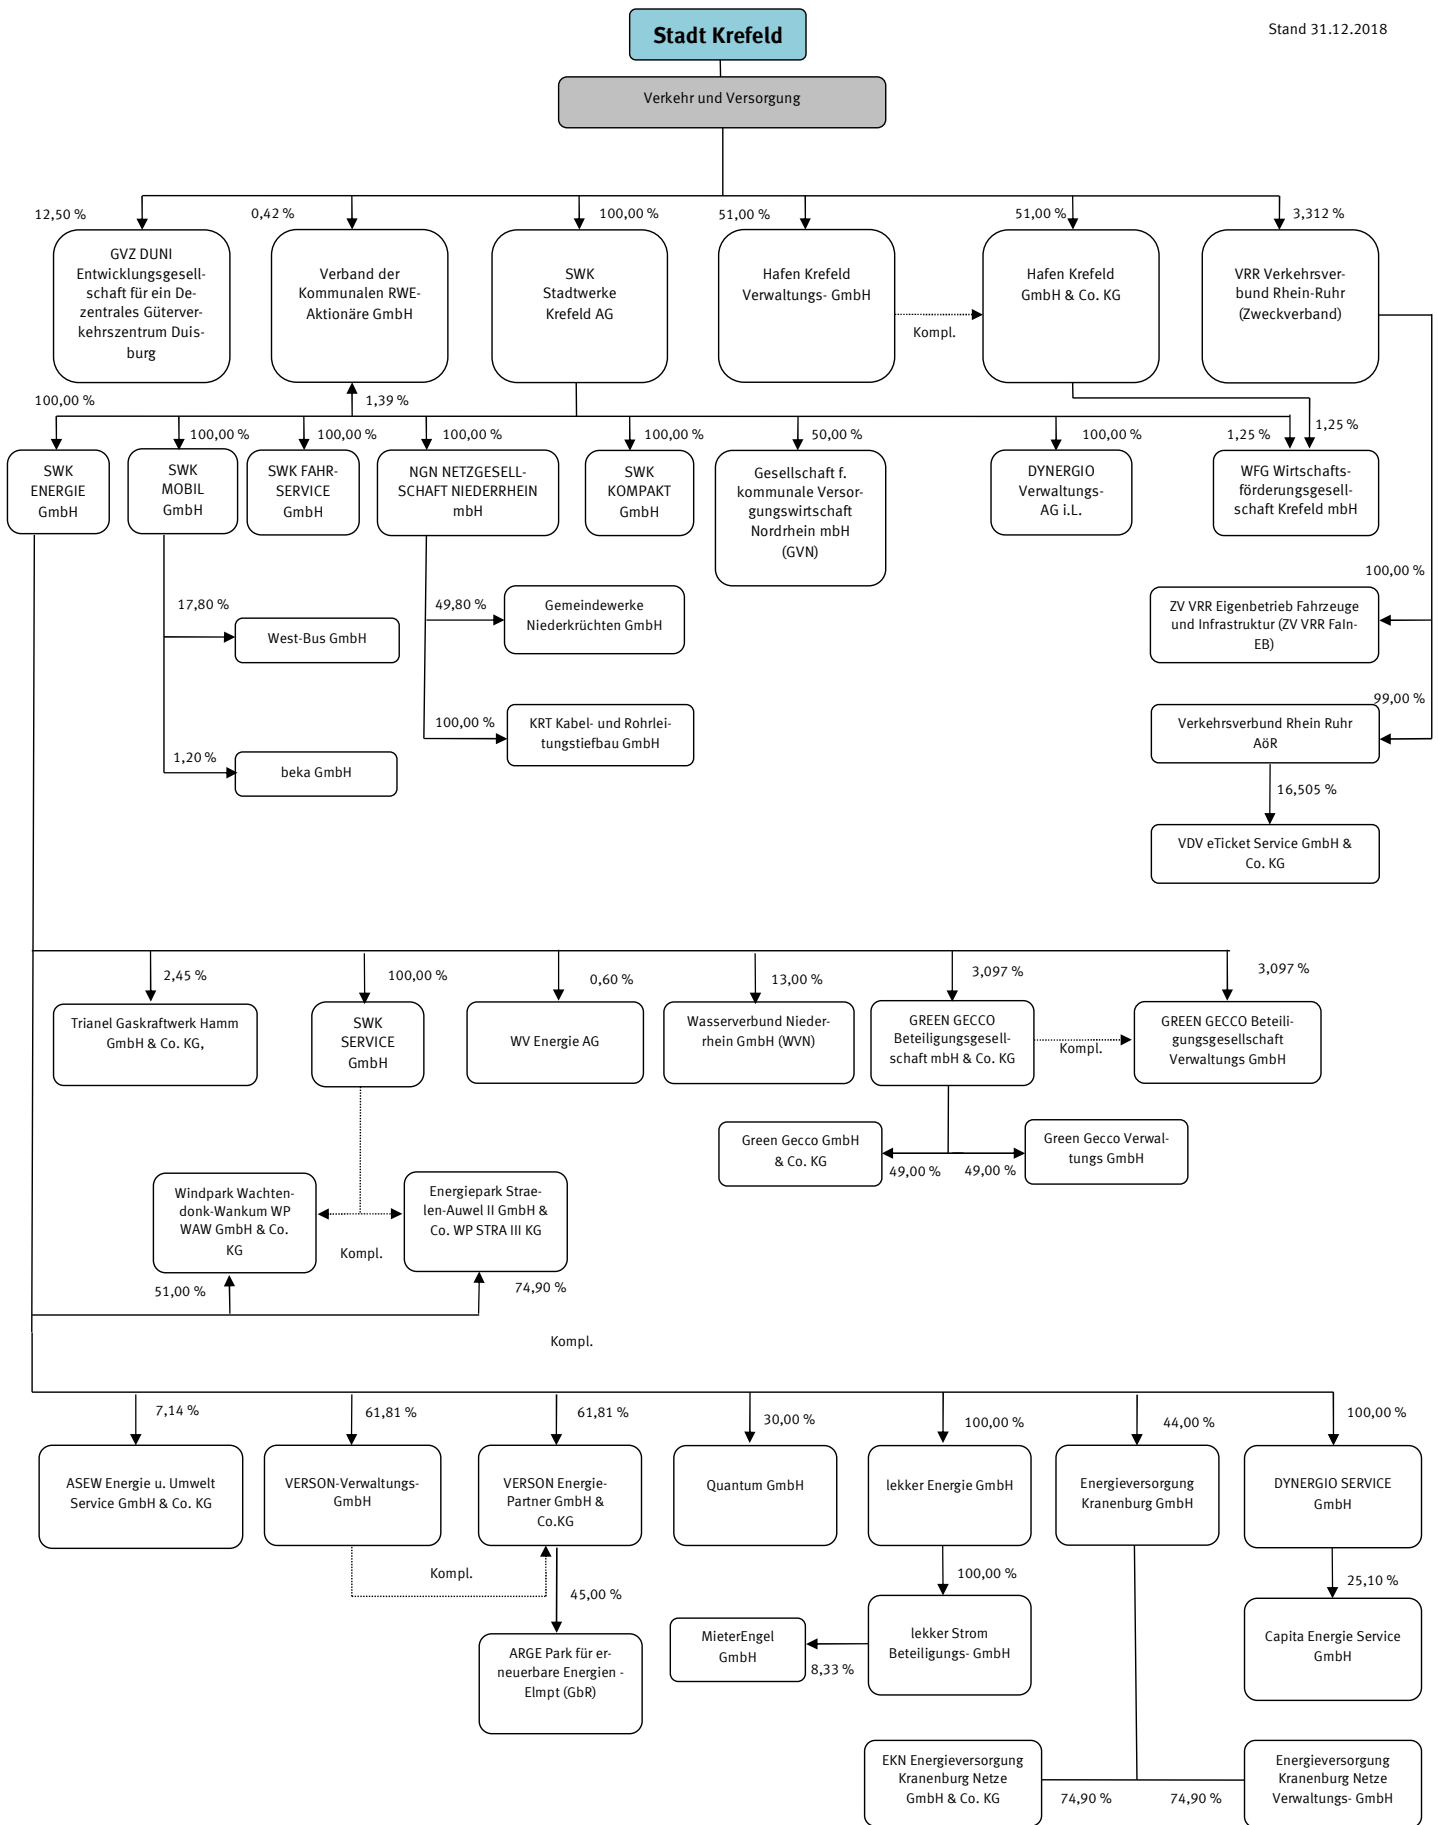 Stadt Krefeld
Stand 31.12.2018
Verkehr und Versorgung
12,50 %
0,42 %
100,00 %
51,00 %
51,00 %
3,312 %
GVZ DUNI
Entwicklungsgesell-
schaft für ein De-
zentrales Güterver-
kehrszentrum Duis-
burg
Verband der
Kommunalen RWE-
Aktionäre GmbH
SWK
Stadtwerke
Krefeld AG
Hafen Krefeld
Verwaltungs- GmbH
Kompl.
Hafen Krefeld
GmbH & Co. KG
VRR Verkehrsver-
bund Rhein-Ruhr
(Zweckverband)
100,00 %
1,39 %
100,00 %
100,00 %
100,00 %
100,00 %
50,00 %
100,00 %
1,25 %
1,25 %
SWK
ENERGIE
GmbH
SWK
MOBIL
GmbH
SWK FAHR-
SERVICE
GmbH
NGN NETZGESELL-
SCHAFT NIEDERRHEIN
mbH
SWK
KOMPAKT
GmbH
Gesellschaft f.
kommunale Versor-
gungswirtschaft
Nordrhein mbH
(GVN)
DYNERGIO
Verwaltungs-
AG i.L.
WFG Wirtschafts-
förderungsgesell-
schaft Krefeld mbH
17,80 %
West-Bus GmbH
49,80 %
Gemeindewerke
Niederkrüchten GmbH
100,00 %
ZV VRR Eigenbetrieb Fahrzeuge
und Infrastruktur (ZV VRR FaIn-
EB)
1,20 %
beka GmbH
100,00 %
KRT Kabel- und Rohrlei-
tungstiefbau GmbH
99,00 %
Verkehrsverbund Rhein Ruhr
AöR
16,505 %
VDV eTicket Service GmbH &
Co. KG
2,45 %
100,00 %
0,60 %
13,00 %
3,097 %
3,097 %
Trianel Gaskraftwerk Hamm
GmbH & Co. KG,
SWK
SERVICE
GmbH
WV Energie AG
Wasserverbund Nieder-
rhein GmbH (WVN)
GREEN GECCO
Beteiligungsgesell-
schaft mbH & Co. KG
Kompl.
GREEN GECCO Beteili-
gungsgesellschaft
Verwaltungs GmbH
Green Gecco GmbH
& Co. KG
49,00 %
49,00 %
Green Gecco Verwal-
tungs GmbH
Windpark Wachten-
donk-Wankum WP
WAW GmbH & Co.
KG
Kompl.
Energiepark Strae-
len-Auwel II GmbH &
Co. WP STRA III KG
51,00 %
74,90 %
Kompl.
7,14 %
61,81 %
61,81 %
30,00 %
100,00 %
44,00 %
100,00 %
ASEW Energie u. Umwelt
Service GmbH & Co. KG
VERSON-Verwaltungs-
GmbH
VERSON Energie-
Partner GmbH &
Co.KG
Quantum GmbH
lekker Energie GmbH
Energieversorgung
Kranenburg GmbH
DYNERGIO SERVICE
GmbH
Kompl.
45,00 %
100,00 %
25,10 %
ARGE Park für er-
neuerbare Energien -
Elmpt (GbR)
MieterEngel
GmbH
8,33 %
lekker Strom
Beteiligungs- GmbH
Capita Energie Service
GmbH
EKN Energieversorgung
Kranenburg Netze
GmbH & Co. KG
74,90 %
74,90 %
Energieversorgung
Kranenburg Netze
Verwaltungs- GmbH